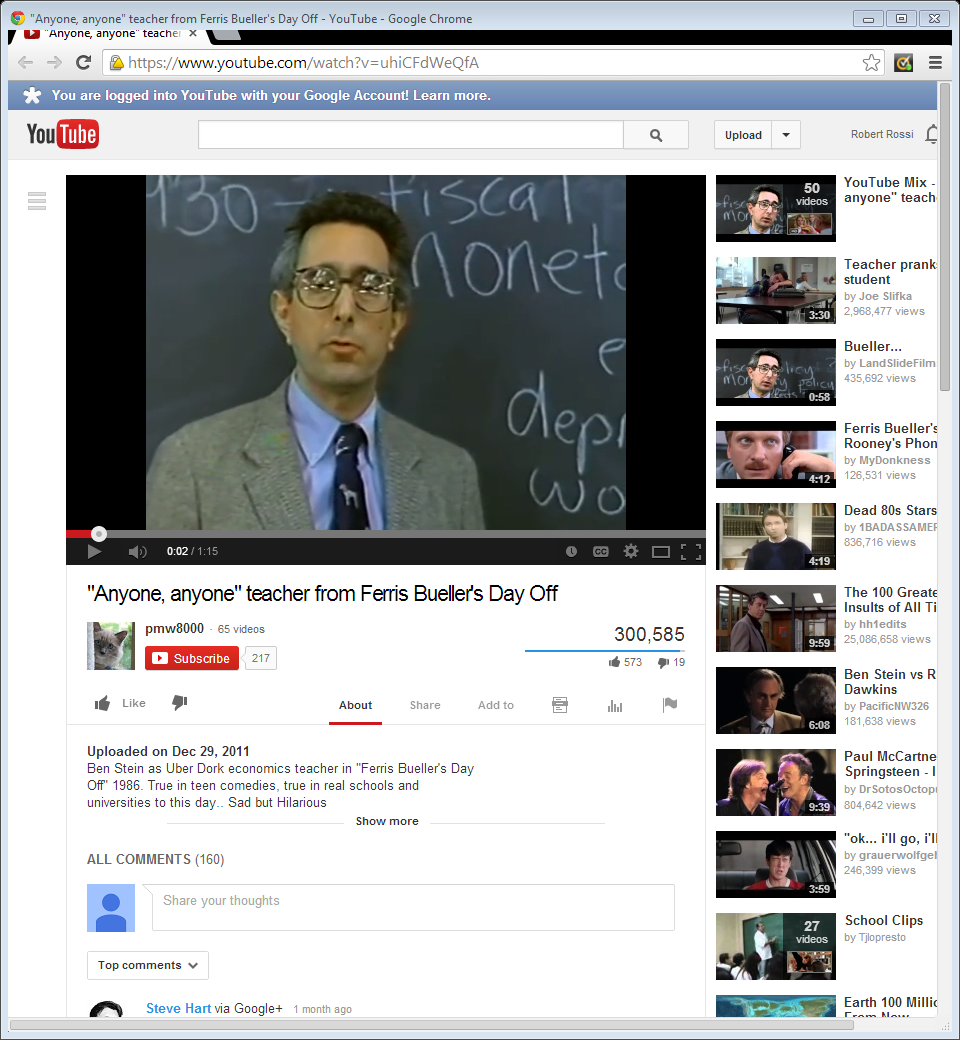 "Anyone, anyone" teacher from Ferris Bueller's Day Off - YouTube - Google Chrome
"Anyone, anyone" teacher
https://www.youtube.com/watch?v=uhiCFdWeQfA
You are logged into YouTube with your Google Account! Learn more.
YouTube
Upload
Robert Rossi
930 - fiscal
moneta
e
depr
wo
0:02 / 1:15
CC
"Anyone, anyone" teacher from Ferris Bueller's Day Off
pmw8000 · 65 videos
Subscribe 217
300,585
573 19
Like
About Share Add to
Uploaded on Dec 29, 2011
Ben Stein as Uber Dork economics teacher in "Ferris Bueller's Day
Off" 1986. True in teen comedies, true in real schools and
universities to this day.. Sad but Hilarious
Show more
ALL COMMENTS (160)
Share your thoughts
Top comments
Steve Hart via Google+ 1 month ago
50
videos
YouTube Mix -
anyone" teach
3:30
Teacher prank
student
by Joe Slifka
2,968,477 views
0:58
Bueller...
by LandSlideFilm
435,692 views
4:12
Ferris Bueller's
Rooney's Phon
by MyDonkness
126,531 views
4:19
Dead 80s Stars
by 1BADASSAMER
836,716 views
9:59
The 100 Greate
Insults of All Ti
by hh1edits
25,086,658 views
6:08
Ben Stein vs R
Dawkins
by PacificNW326
181,638 views
9:39
Paul McCartne
Springsteen - I
by DrSotosOctop
804,642 views
3:59
"ok... i'll go, i'll
by grauerwolfgel
246,399 views
27
videos
School Clips
by Tjlopresto
Earth 100 Millio
From Now